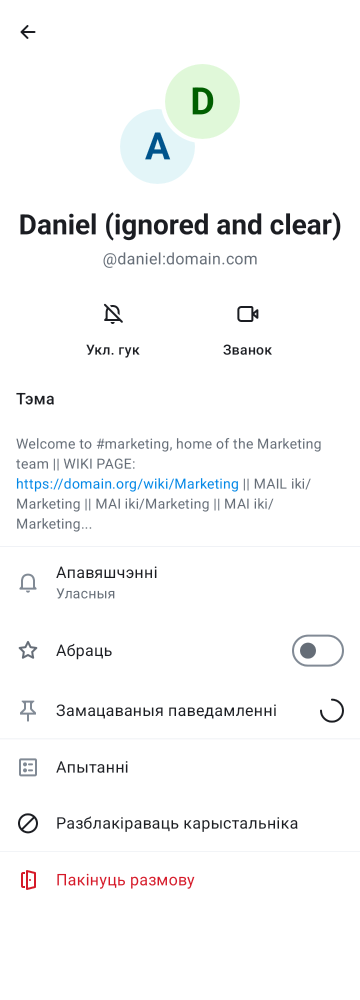 D
A
Daniel (ignored and clear)
@daniel:domain.com
Укл. гук
Званок
Тэма
Welcome to #marketing, home of the Marketing
team || WIKI PAGE:
https://domain.org/wiki/Marketing || MAIL iki/
Marketing || MAI iki/Marketing || MAI iki/
Marketing...
Апавяшчэнні
Уласныя
Абраць
Замацаваныя паведамленні
Апытанні
Разблакіраваць карыстальніка
Пакінуць размову